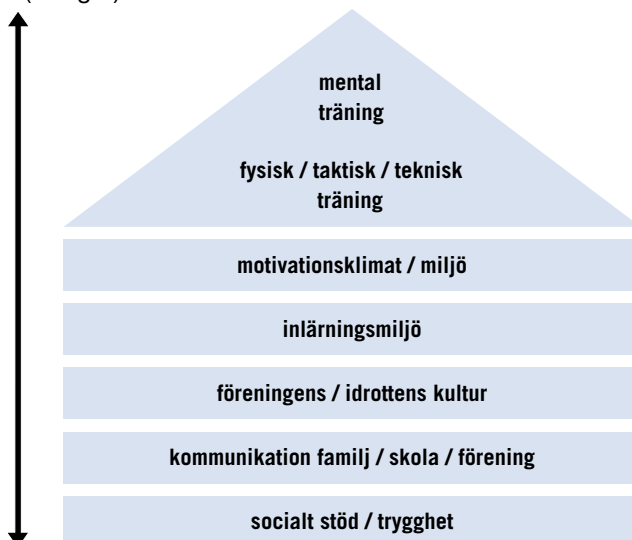 mental
träning
fysisk / taktisk / teknisk
träning
motivationsklimat / miljö
inlärningsmiljö
föreningens / idrottens kultur
kommunikation familj / skola / förening
socialt stöd / trygghet